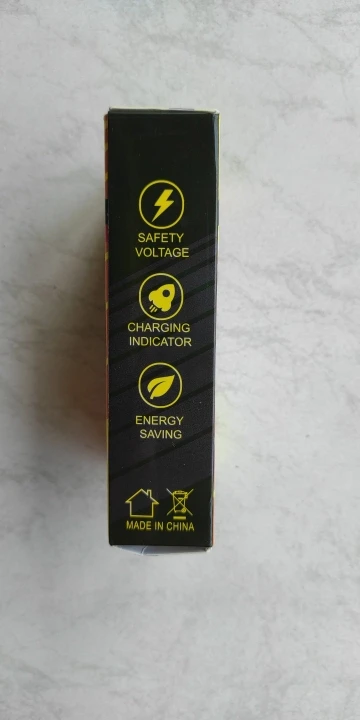 SAFETY
VOLTAGE
CHARGING
INDICATOR
ENERGY
SAVING
MADE IN CHINA